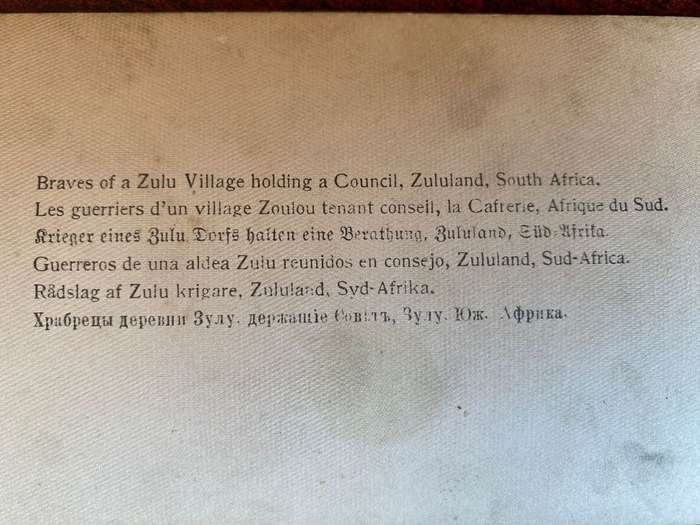 Braves of a Zulu Village holding a Council, Zululand, South Africa.
Les guerriers d'un village Zoulou tenant conseil, la Cafrerie, Afrique du Sud.
Krieger eines Zulu Dorfs halten eine Berathung, Zululand, Süd-Afrika.
Guerreros de una aldea Zulu reunidos en consejo, Zululand, Sud-Africa.
Rådslag af Zulu krigare, Zululand, Syd-Afrika.
Храбрецы деревни Зулу. держащіе Совѣтъ, Зулу. Юж. Африка.